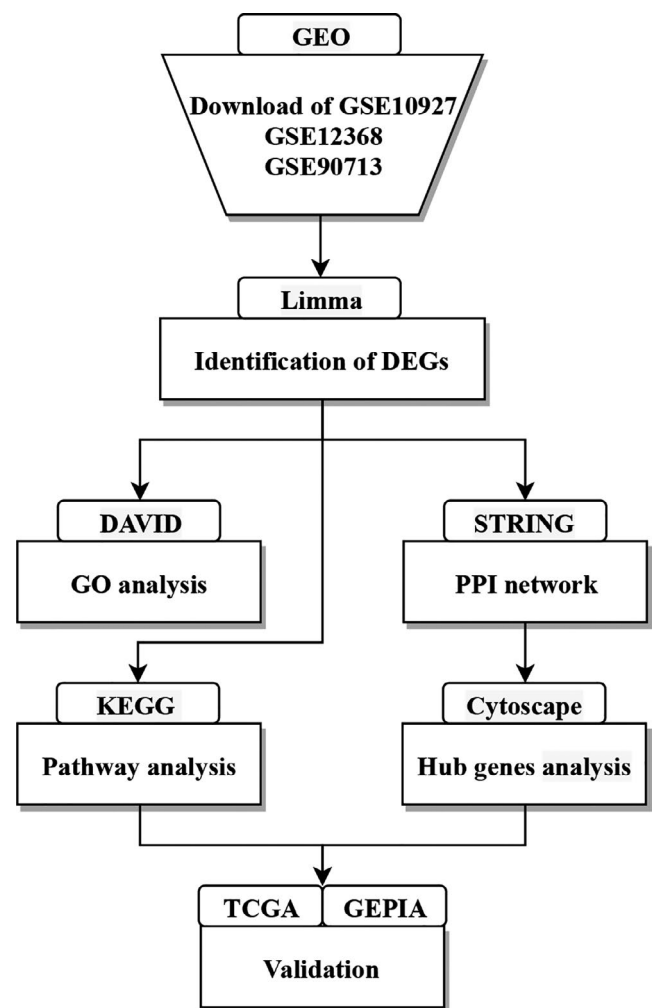 GEO
Download of GSE10927
GSE12368
GSE90713
Limma
Identification of DEGs
DAVID
GO analysis
STRING
PPI network
KEGG
Pathway analysis
Cytoscape
Hub genes analysis
TCGA
GEPIA
Validation